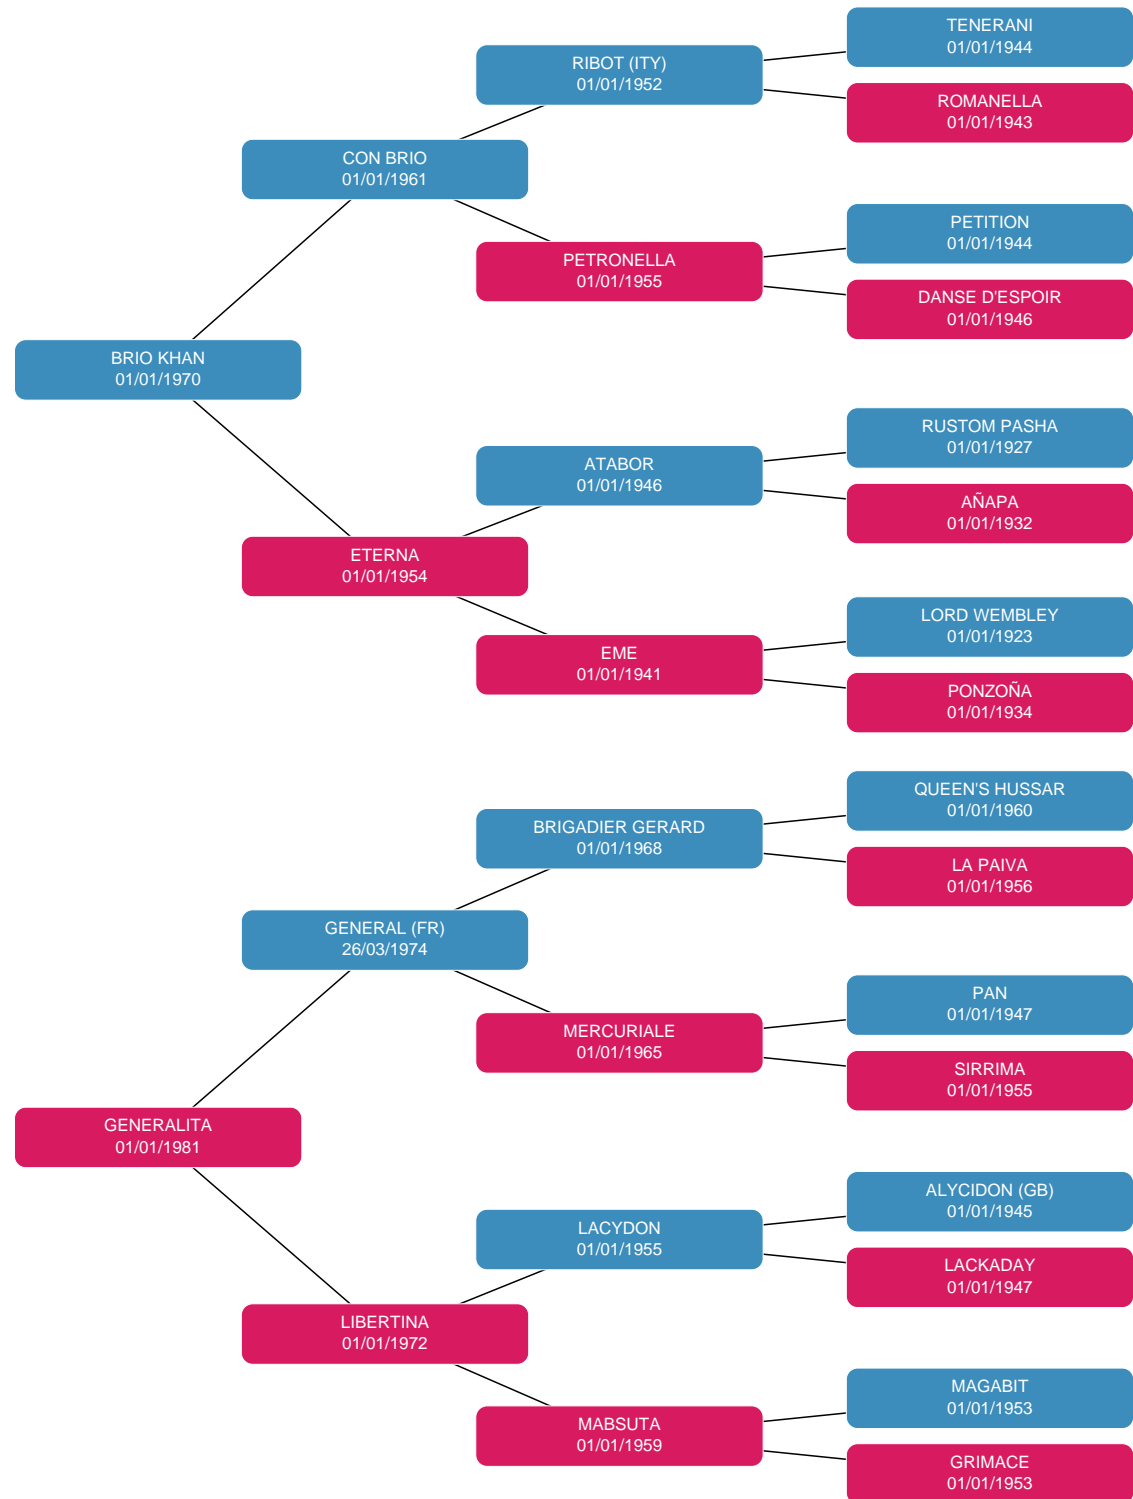 TENERANI
01/01/1944
RIBOT (ITY)
01/01/1952
ROMANELLA
01/01/1943
CON BRIO
01/01/1961
PETITION
01/01/1944
PETRONELLA
01/01/1955
DANSE D'ESPOIR
01/01/1946
BRIO KHAN
01/01/1970
RUSTOM PASHA
01/01/1927
ATABOR
01/01/1946
AÑAPA
01/01/1932
ETERNA
01/01/1954
LORD WEMBLEY
01/01/1923
EME
01/01/1941
PONZOÑA
01/01/1934
QUEEN'S HUSSAR
01/01/1960
BRIGADIER GERARD
01/01/1968
LA PAIVA
01/01/1956
GENERAL (FR)
26/03/1974
PAN
01/01/1947
MERCURIALE
01/01/1965
SIRRIMA
01/01/1955
GENERALITA
01/01/1981
ALYCIDON (GB)
01/01/1945
LACYDON
01/01/1955
LACKADAY
01/01/1947
LIBERTINA
01/01/1972
MAGABIT
01/01/1953
MABSUTA
01/01/1959
GRIMACE
01/01/1953